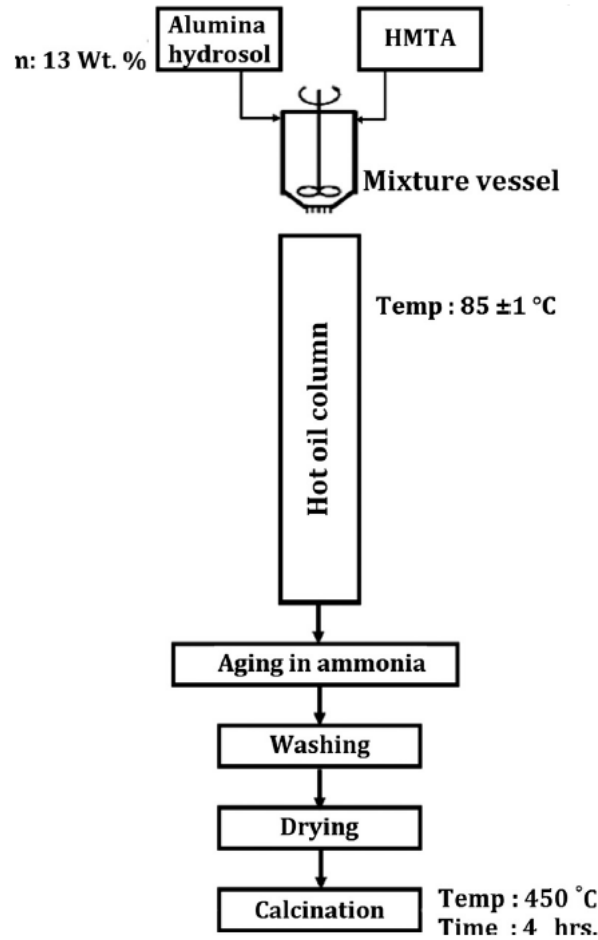 Alumina
hydrosol
HMTA
n: 13 Wt. %
Mixture vessel
Temp : 85 ±1 °C
Hot oil column
Aging in ammonia
Washing
Drying
Calcination
Temp : 450 °C
Time : 4 hrs.